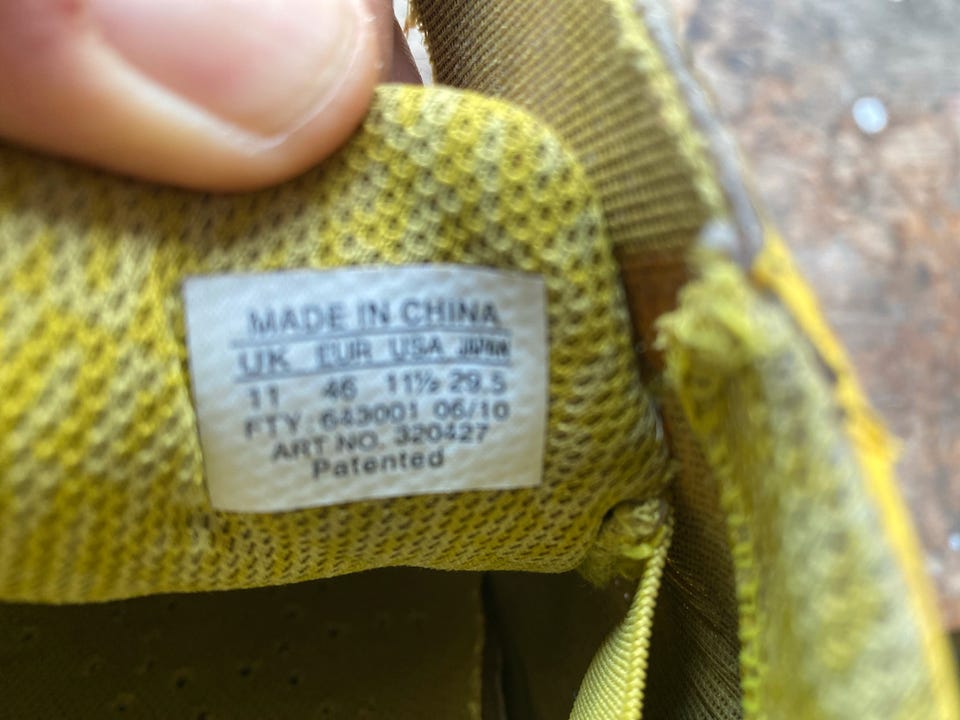 MADE IN CHINA
UK EUR USA JAPAN
11 46 11½ 29.5
FTY. 643001 06/10
ART NO. 320427
Patented